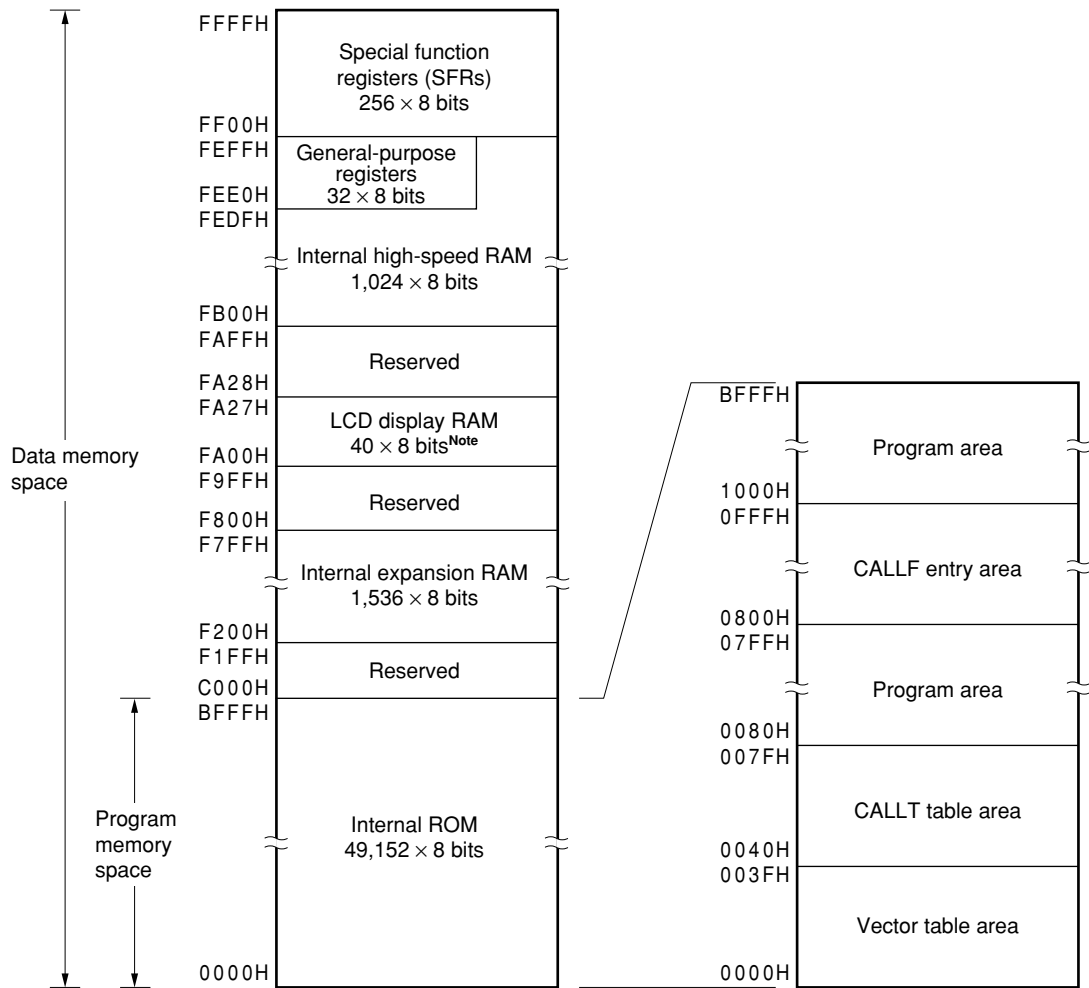 FFFFH
Special function
registers (SFRs)
256 × 8 bits
FF00H
FEFFH
General-purpose
registers
32 × 8 bits
FEE0H
FEDFH
Internal high-speed RAM
1,024 × 8 bits
FB00H
FAFFH
Reserved
FA28H
FA27H
LCD display RAM
40 × 8 bitsNote
FA00H
F9FFH
Reserved
F800H
F7FFH
Internal expansion RAM
1,536 × 8 bits
F200H
F1FFH
Reserved
C000H
BFFFH
Internal ROM
49,152 × 8 bits
0000H
Data memory
space
Program
memory
space
BFFFH
Program area
1000H
0FFFH
CALLF entry area
0800H
07FFH
Program area
0080H
007FH
CALLT table area
0040H
003FH
Vector table area
0000H